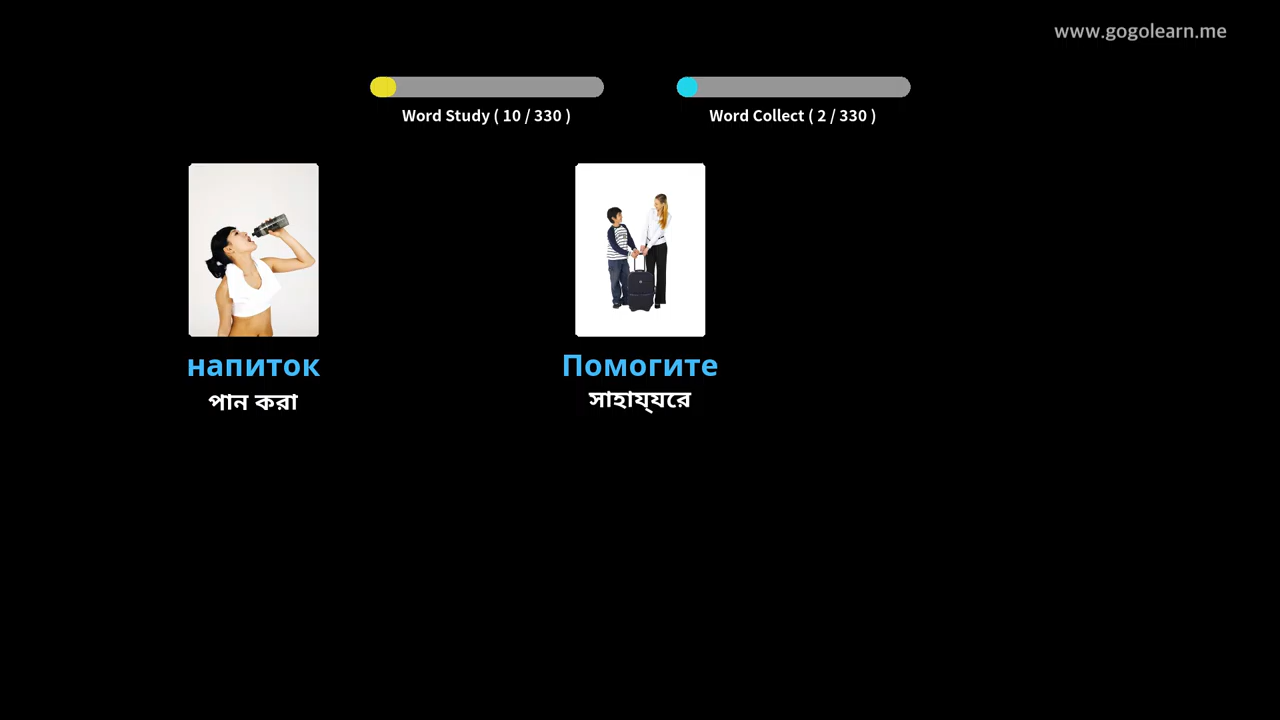 www.gogolearn.me
Word Study ( 10 / 330 )
Word Collect ( 2 / 330 )
напиток
পান করা
Помогите
সাহায্যরে